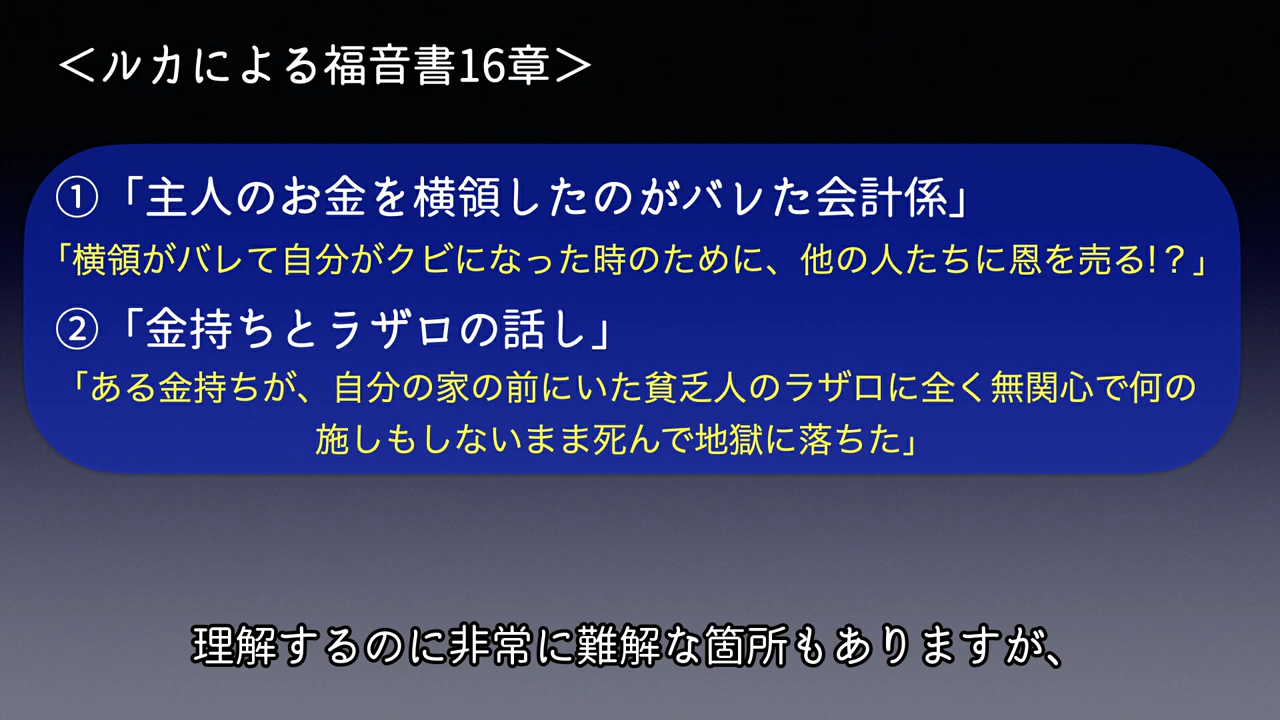 ＜ルカによる福音書16章＞
①「主人のお金を横領したのがバレた会計係」
「横領がバレて自分がクビになった時のために、他の人たちに恩を売る!？」
②「金持ちとラザロの話し」
「ある金持ちが、自分の家の前にいた貧乏人のラザロに全く無関心で何の
施しもしないまま死んで地獄に落ちた」
理解するのに非常に難解な箇所もありますが、